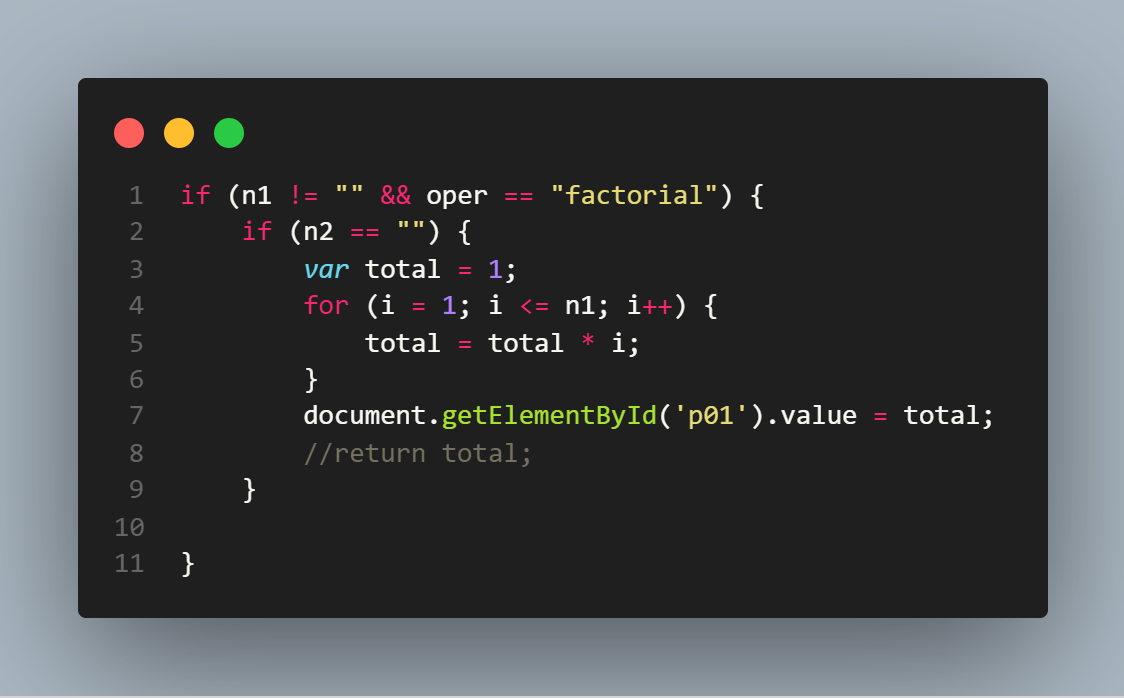 1 if (n1 != "" && oper == "factorial") {
2     if (n2 == "") {
3         var total = 1;
4         for (i = 1; i <= n1; i++) {
5             total = total * i;
6         }
7         document.getElementById('p01').value = total;
8         //return total;
9     }
10
11 }